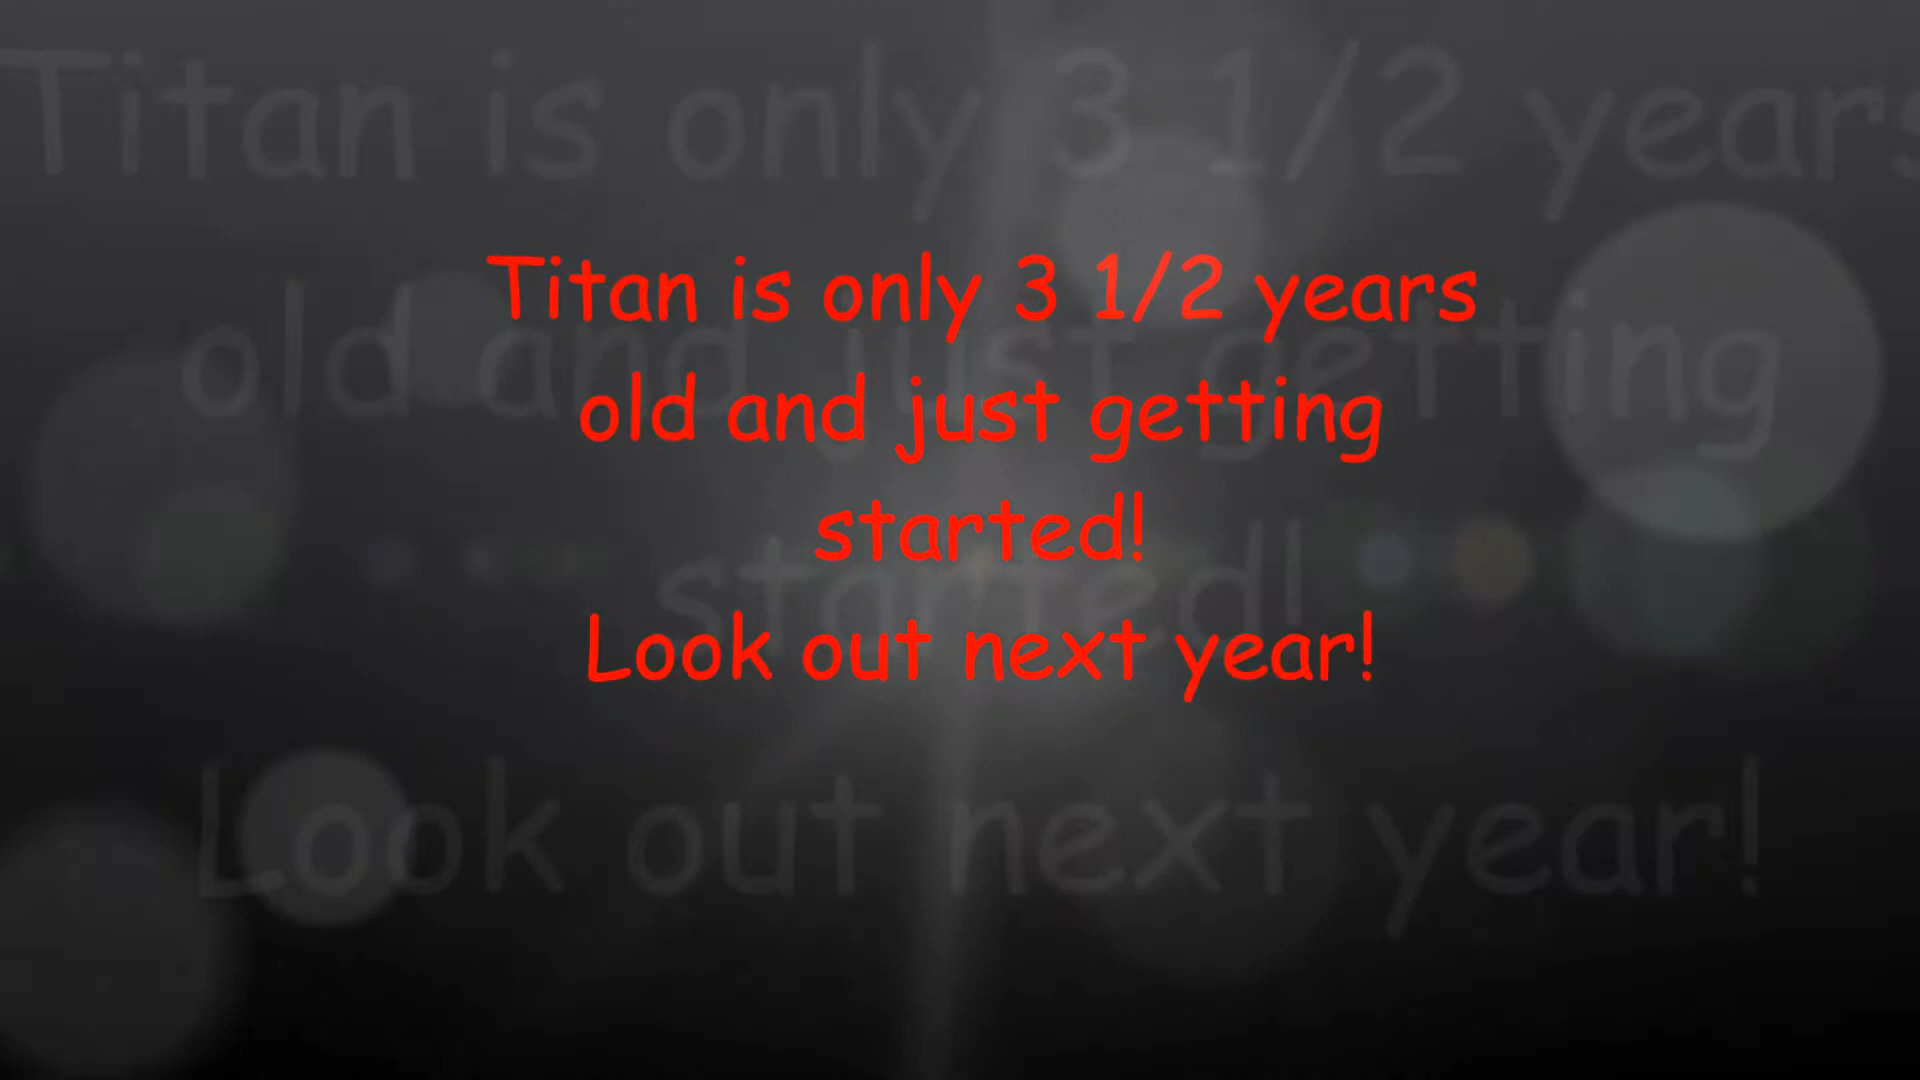 Titan is only 3 1/2 years
old and just getting
started!
Look out next year!